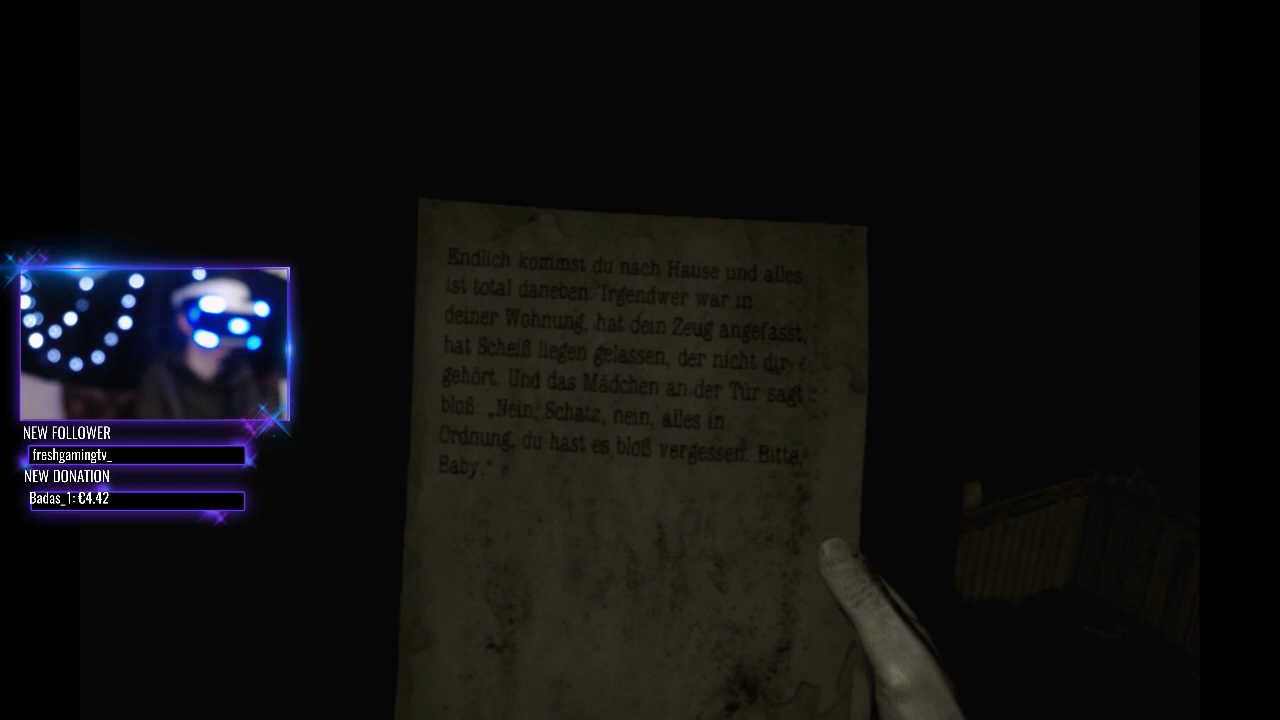 Endlich kommst du nach Hause und alles
ist total daneben. Irgendwer war in
deiner Wohnung, hat dein Zeug angefasst,
hat Scheiß liegen gelassen, der nicht dir
gehört. Und das Mädchen an der Tür sagt
bloß: „Nein, Schatz, nein, alles in
Ordnung, du hast es bloß vergessen. Bitte,
Baby."
NEW FOLLOWER
freshgamingtv_
NEW DONATION
Badas_1: €4.42